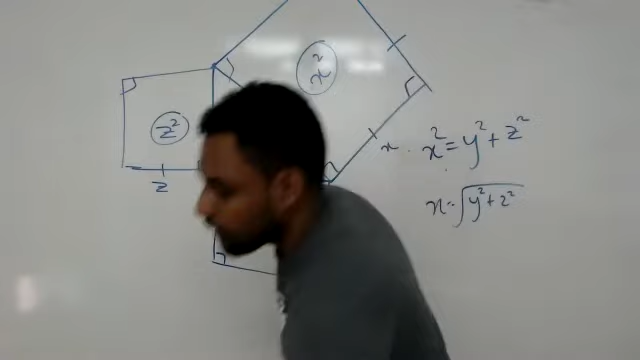 x²
z²
z
x
x² = y² + z²
x = √y² + z²